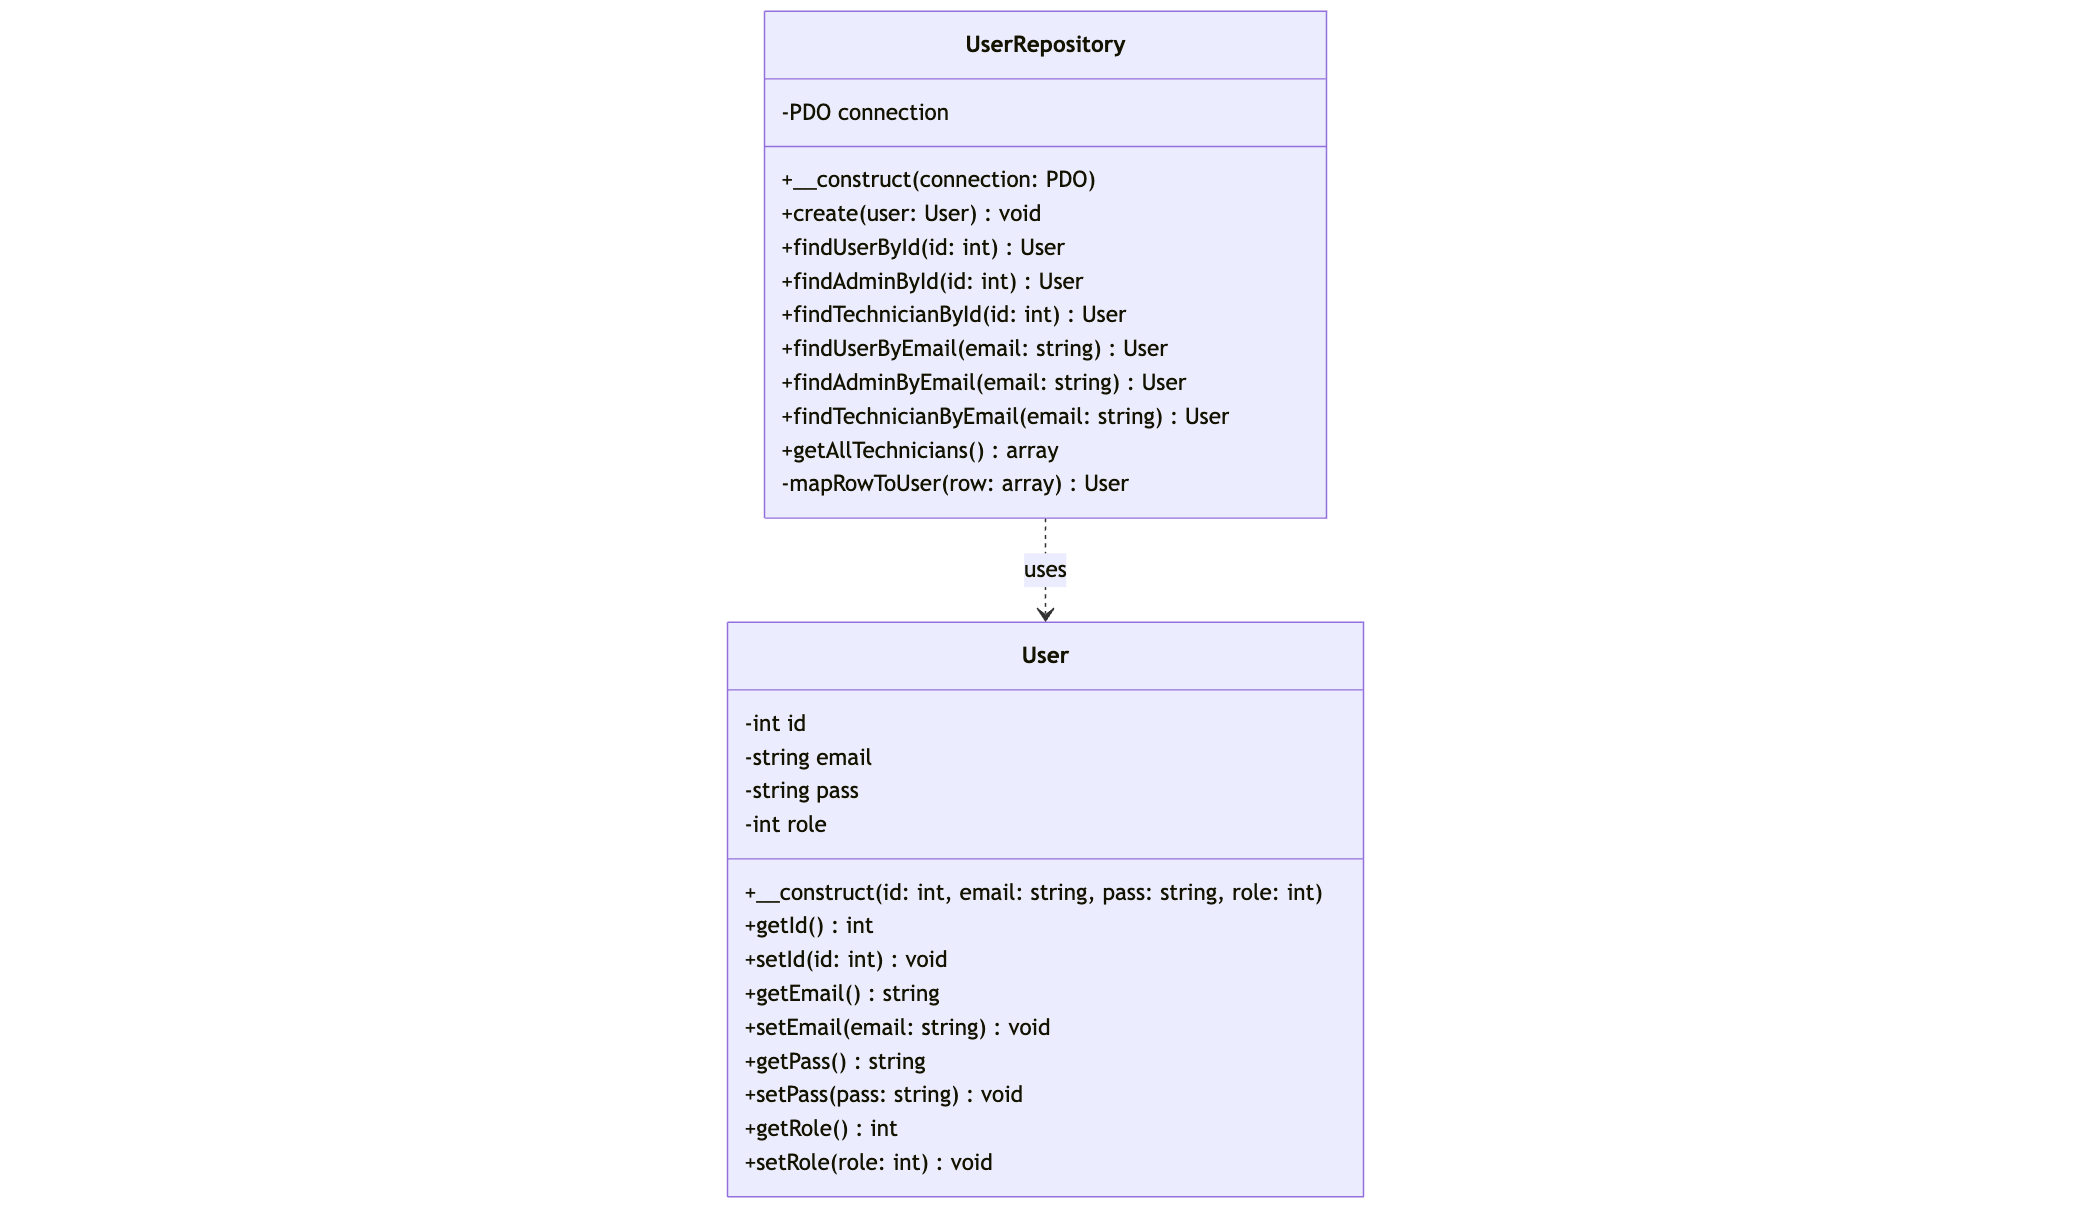 UserRepository
-PDO connection
+__construct(connection: PDO)
+create(user: User) : void
+findUserById(id: int) : User
+findAdminById(id: int) : User
+findTechnicianById(id: int) : User
+findUserByEmail(email: string) : User
+findAdminByEmail(email: string) : User
+findTechnicianByEmail(email: string) : User
+getAllTechnicians() : array
-mapRowToUser(row: array) : User
uses
User
-int id
-string email
-string pass
-int role
+__construct(id: int, email: string, pass: string, role: int)
+getId() : int
+setId(id: int) : void
+getEmail() : string
+setEmail(email: string) : void
+getPass() : string
+setPass(pass: string) : void
+getRole() : int
+setRole(role: int) : void